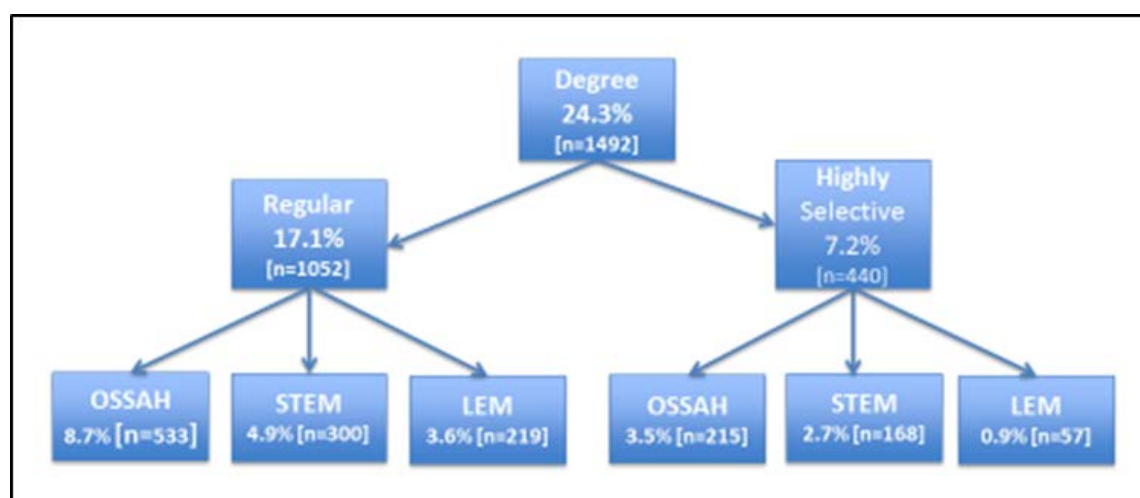 Degree
24.3%
[n=1492]
Regular
17.1%
[n=1052]
Highly
Selective
7.2%
[n=440]
OSSAH
8.7% [n=533]
STEM
4.9% [n=300]
LEM
3.6% [n=219]
OSSAH
3.5% [n=215]
STEM
2.7% [n=168]
LEM
0.9% [n=57]